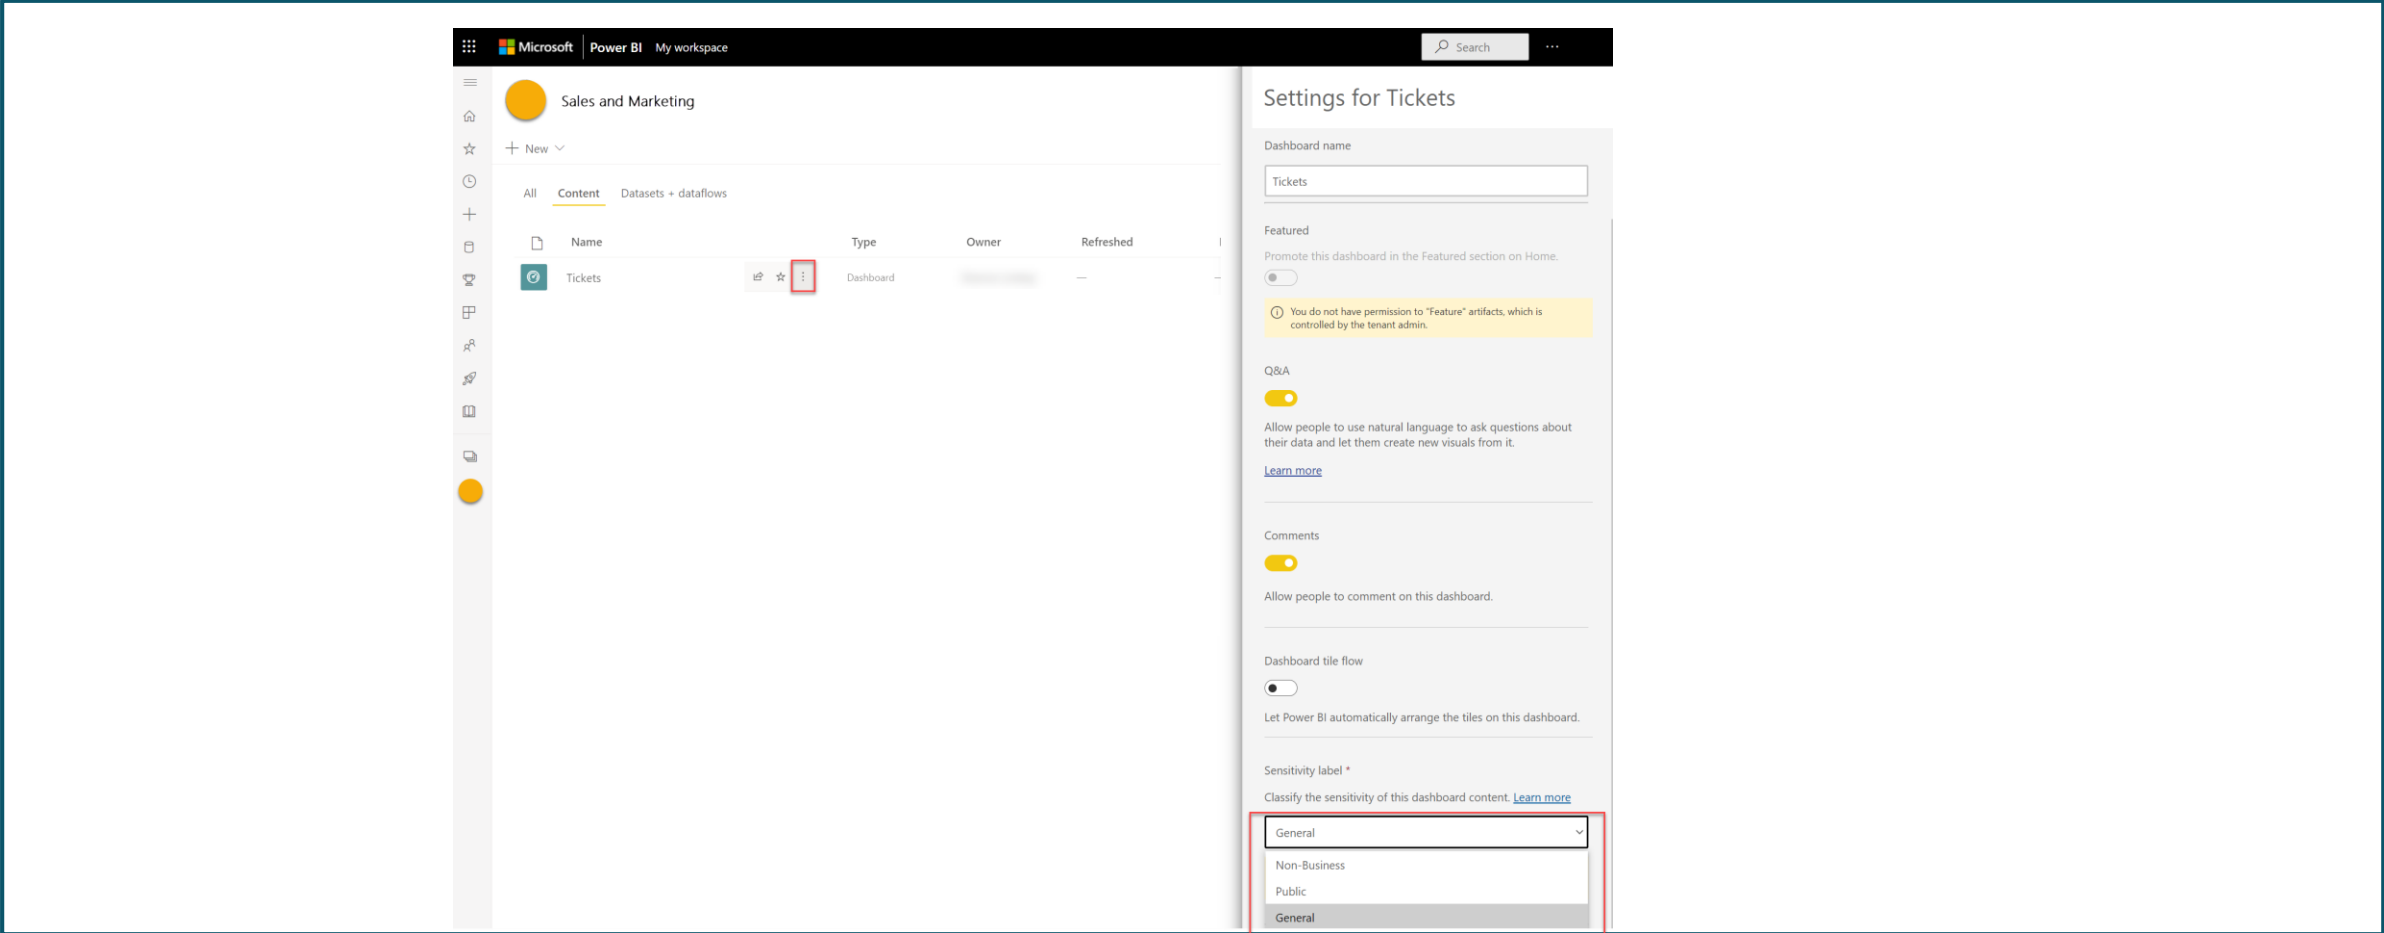 Microsoft Power BI My workspace Search
Sales and Marketing
New
All Content Datasets + dataflows
Name Type Owner Refreshed
Tickets Dashboard — –
Settings for Tickets
Dashboard name
Tickets
Featured
Promote this dashboard in the Featured section on Home.
You do not have permission to "Feature" artifacts, which is
controlled by the tenant admin.
Q&A
Allow people to use natural language to ask questions about
their data and let them create new visuals from it.
Learn more
Comments
Allow people to comment on this dashboard.
Dashboard tile flow
Let Power BI automatically arrange the tiles on this dashboard.
Sensitivity label *
Classify the sensitivity of this dashboard content. Learn more
General
Non-Business
Public
General